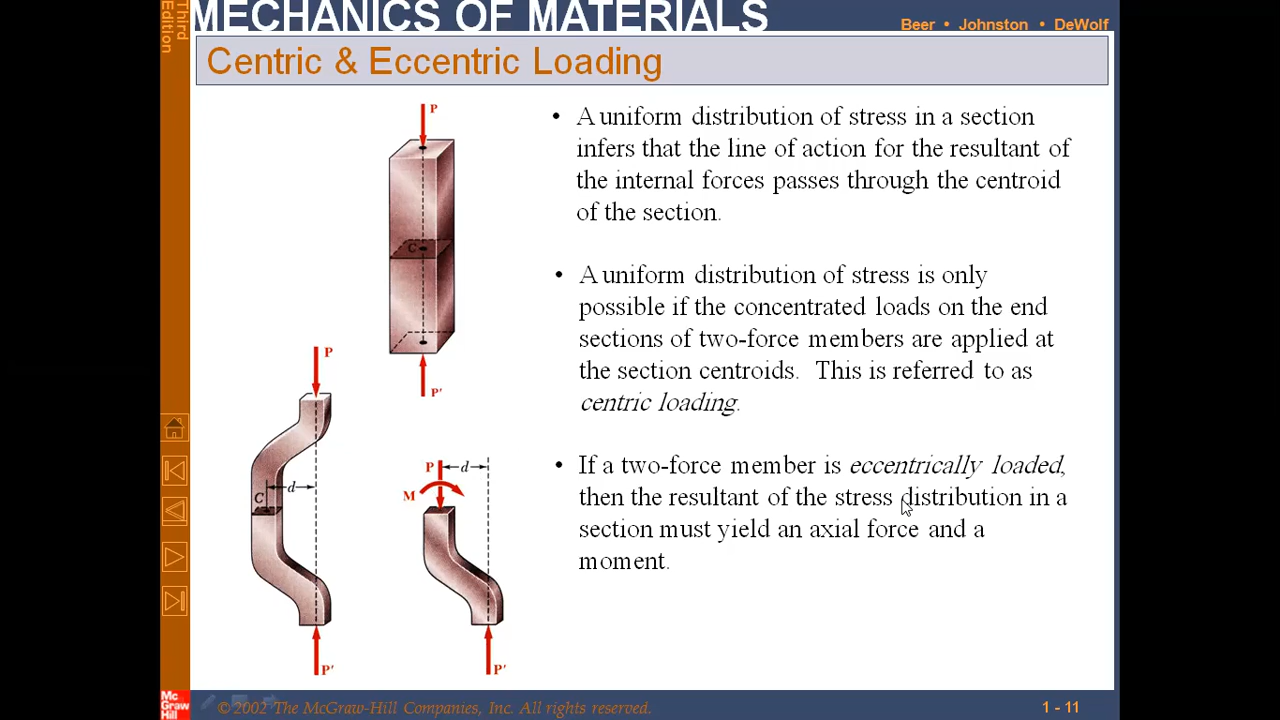 Third
Edition
MECHANICS OF MATERIALS
Beer • Johnston • DeWolf
Centric & Eccentric Loading
P
C
P'
P
C
d
P'
P
d
M
P'
• A uniform distribution of stress in a section
infers that the line of action for the resultant of
the internal forces passes through the centroid
of the section.
• A uniform distribution of stress is only
possible if the concentrated loads on the end
sections of two-force members are applied at
the section centroids. This is referred to as
centric loading.
• If a two-force member is eccentrically loaded,
then the resultant of the stress distribution in a
section must yield an axial force and a
moment.
Mc
Graw
Hill
©2002 The McGraw-Hill Companies, Inc. All rights reserved.
1 - 11